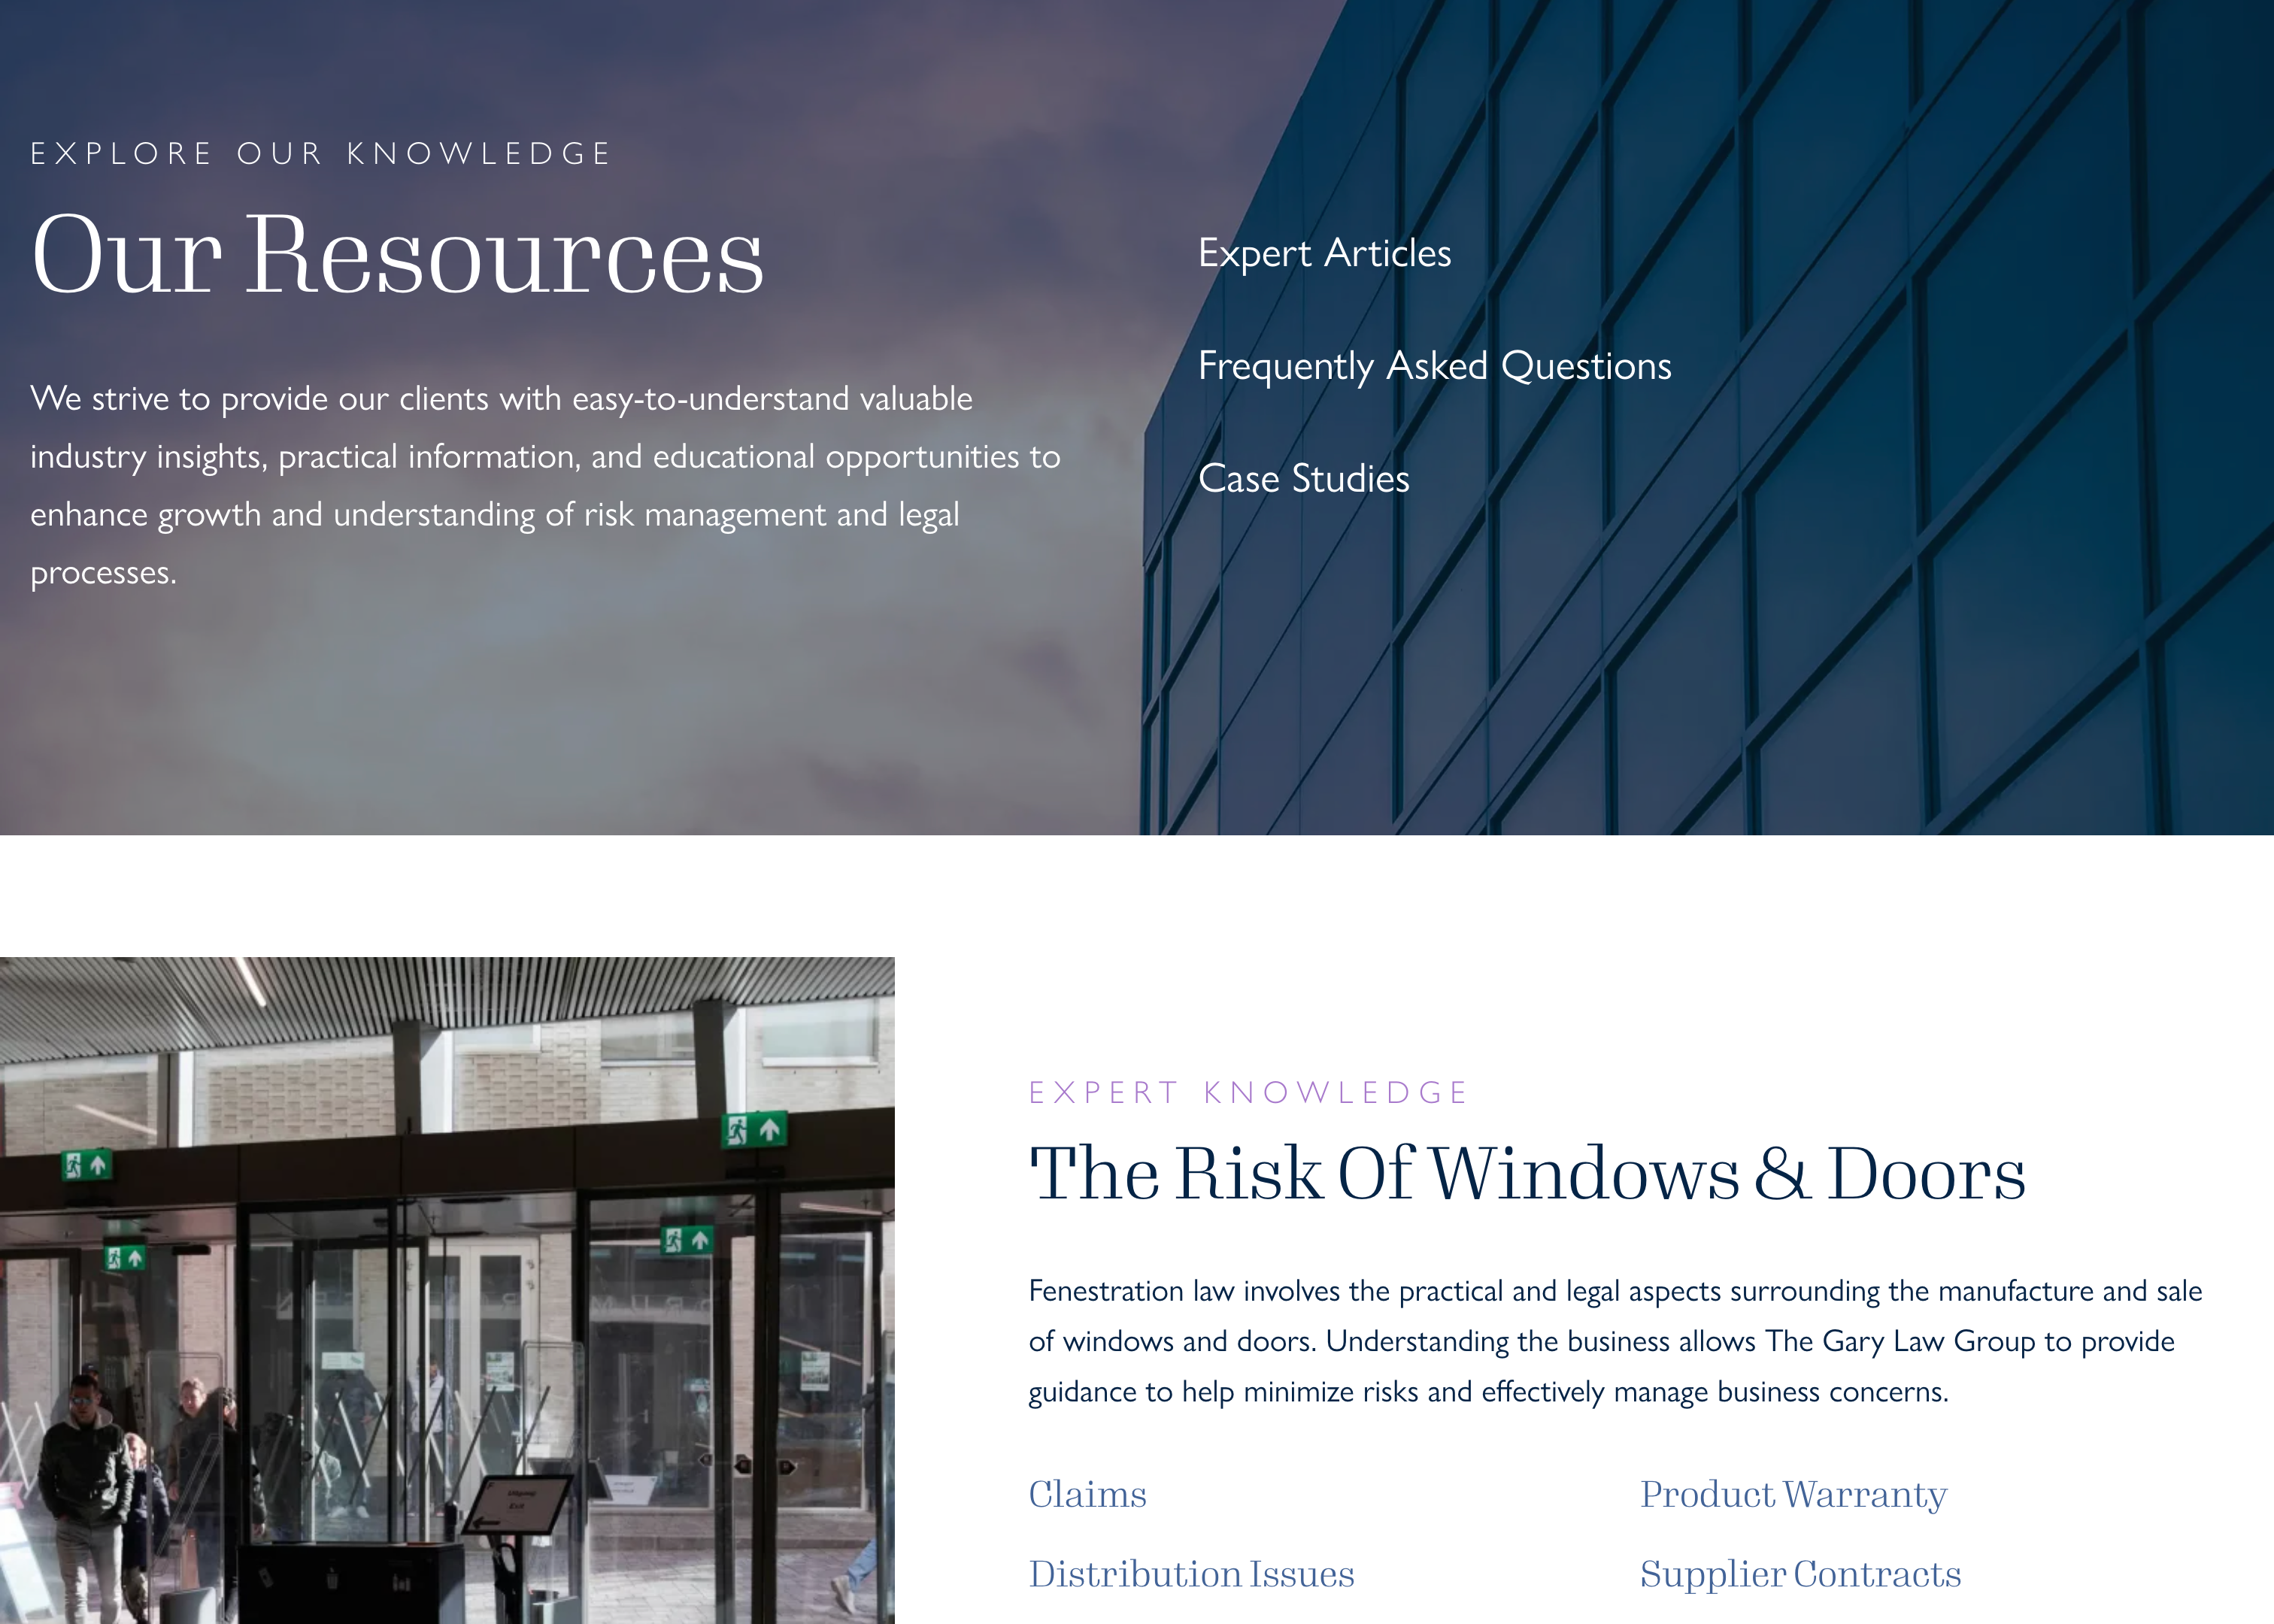 EXPLORE OUR KNOWLEDGE
Our Resources
We strive to provide our clients with easy-to-understand valuable
industry insights, practical information, and educational opportunities to
enhance growth and understanding of risk management and legal
processes.
Expert Articles
Frequently Asked Questions
Case Studies
EXPERT KNOWLEDGE
The Risk Of Windows & Doors
Fenestration law involves the practical and legal aspects surrounding the manufacture and sale
of windows and doors. Understanding the business allows The Gary Law Group to provide
guidance to help minimize risks and effectively manage business concerns.
Claims
Product Warranty
Distribution Issues
Supplier Contracts
Exit